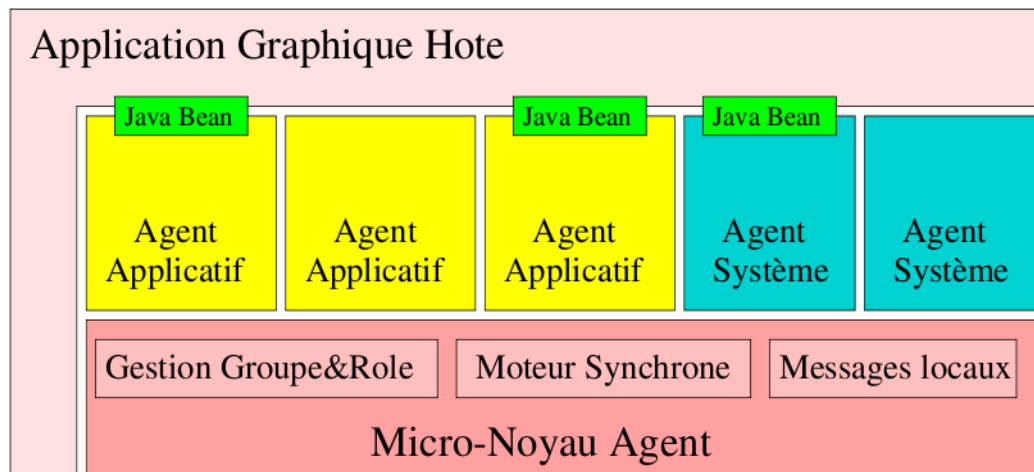 Application Graphique Hote
Java Bean
Java Bean
Java Bean
Agent
Applicatif
Agent
Applicatif
Agent
Applicatif
Agent
Système
Agent
Système
Gestion Groupe&Role
Moteur Synchrone
Messages locaux
Micro-Noyau Agent